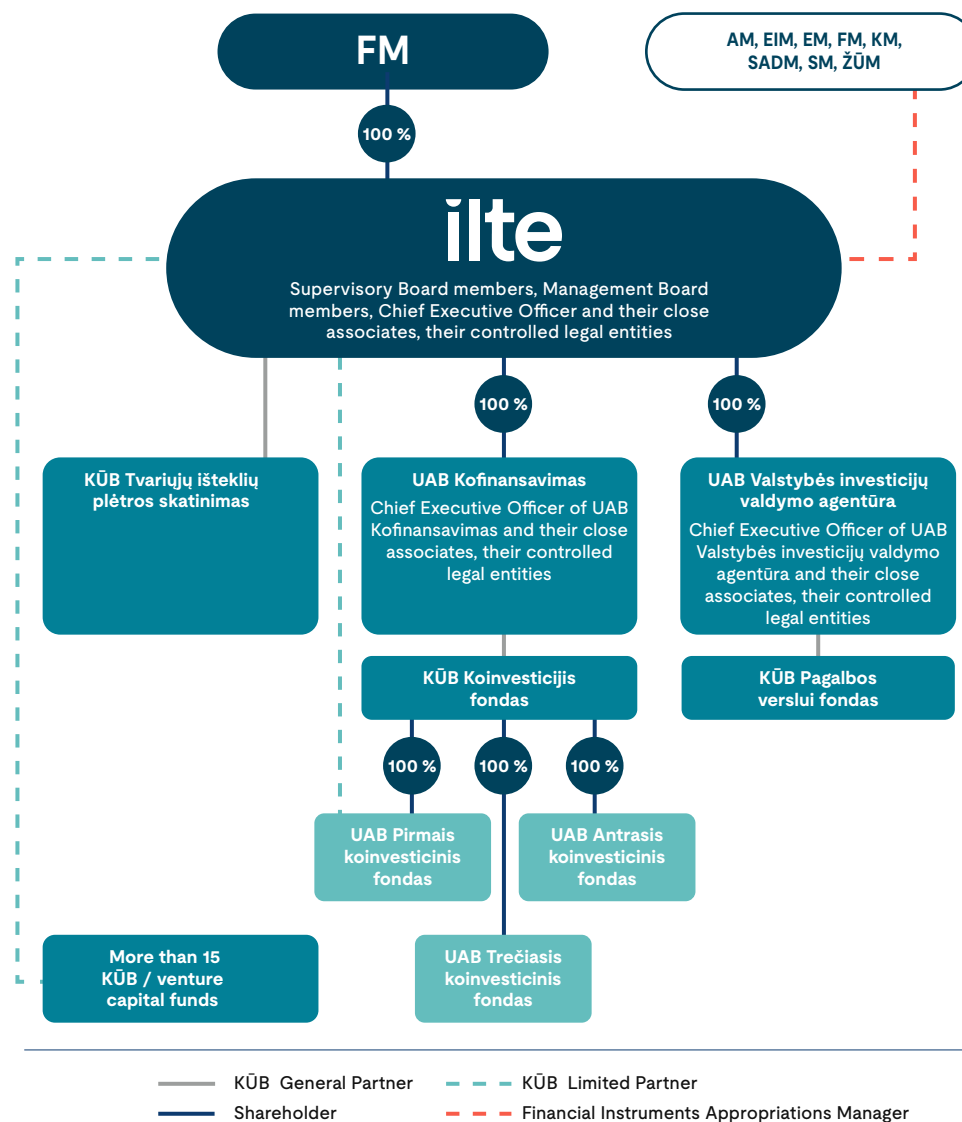 FM
AM, EIM, EM, FM, KM,
SADM, SM, ŽŪM
100 %
ilte
Supervisory Board members, Management Board
members, Chief Executive Officer and their close
associates, their controlled legal entities
100 %
100 %
KŪB Tvariųjų išteklių
plėtros skatinimas
UAB Kofinansavimas
Chief Executive Officer of UAB
Kofinansavimas and their close
associates, their controlled
legal entities
UAB Valstybės investicijų
valdymo agentūra
Chief Executive Officer of UAB
Valstybės investicijų valdymo
agentūra and their close
associates, their controlled
legal entities
KŪB Koinvesticijis
fondas
KŪB Pagalbos
verslui fondas
100 %
100 %
100 %
UAB Pirmais
koinvesticinis
fondas
UAB Antrasis
koinvesticinis
fondas
More than 15
KŪB / venture
capital funds
UAB Trečiasis
koinvesticinis
fondas
KŪB General Partner
KŪB Limited Partner
Shareholder
Financial Instruments Appropriations Manager